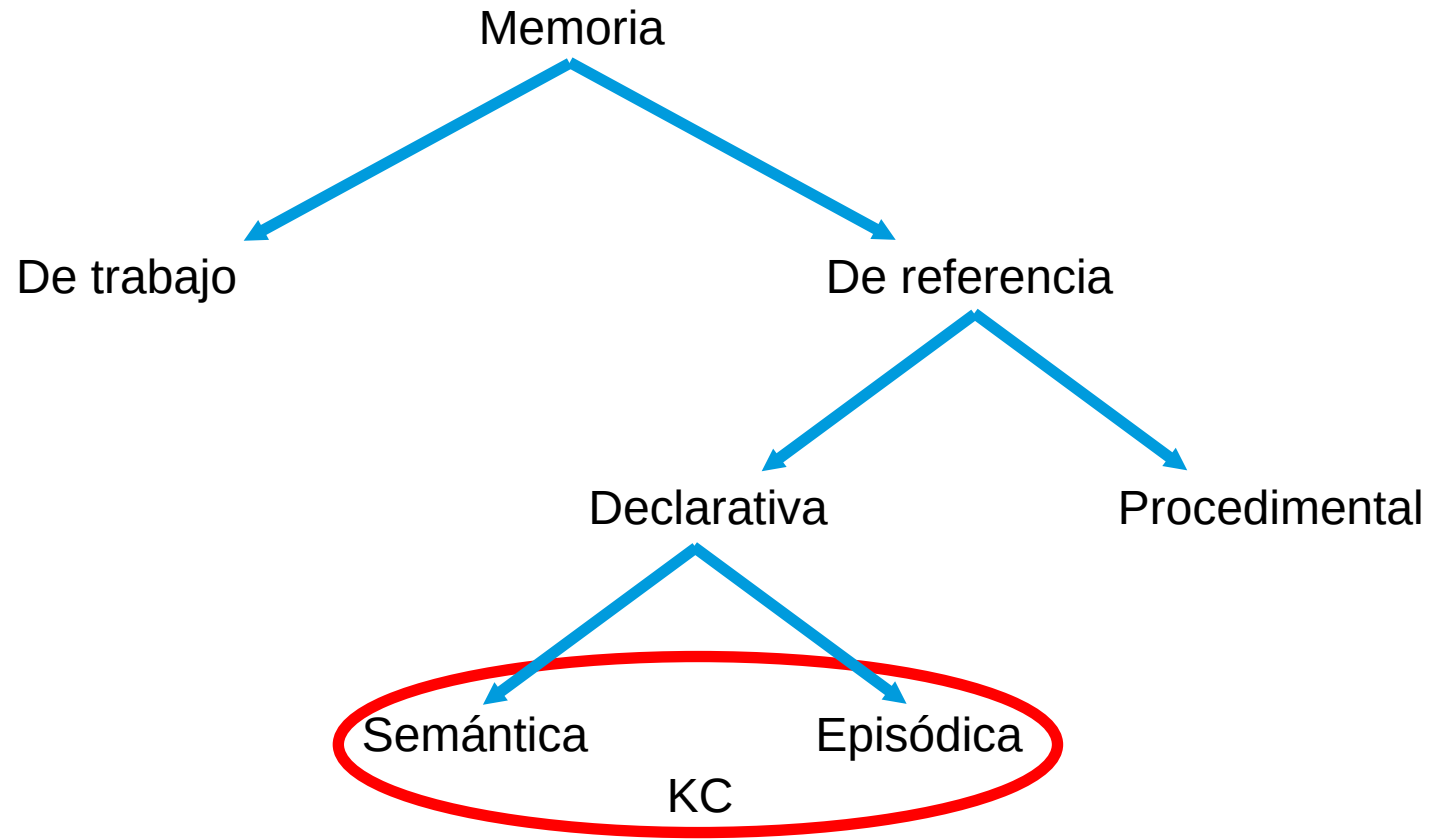 Memoria
De trabajo
De referencia
Declarativa
Procedimental
Semántica
Episódica
KC